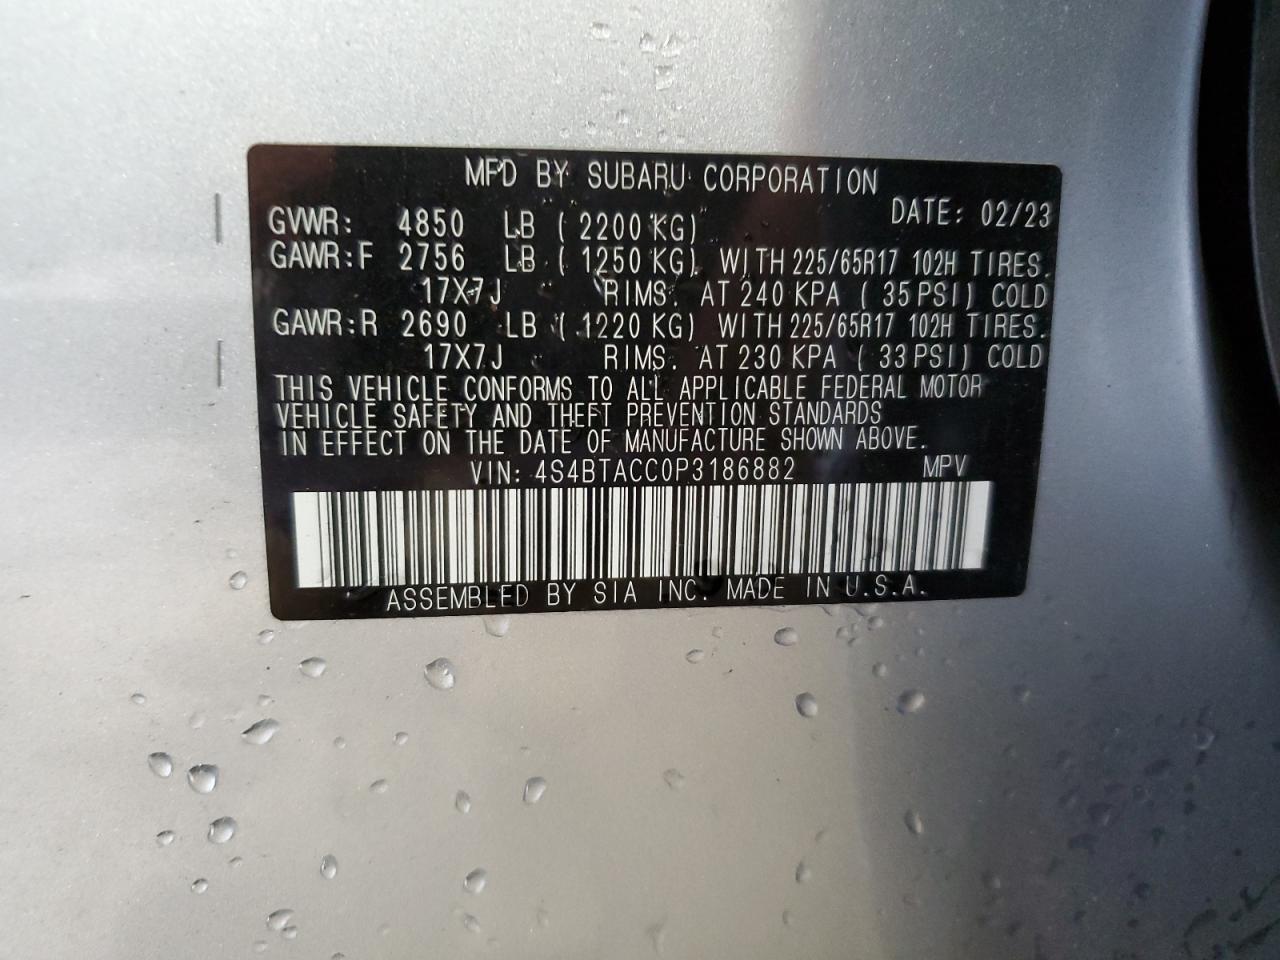 MFD BY SUBARU CORPORATION
GVWR: 4850 LB ( 2200 KG) DATE: 02/23
GAWR:F 2756 LB ( 1250 KG) WITH 225/65R17 102H TIRES.
17X7J RIMS. AT 240 KPA ( 35 PSI) COLD
GAWR:R 2690 LB ( 1220 KG) WITH 225/65R17 102H TIRES.
17X7J RIMS. AT 230 KPA ( 33 PSI) COLD
THIS VEHICLE CONFORMS TO ALL APPLICABLE FEDERAL MOTOR
VEHICLE SAFETY AND THEFT PREVENTION STANDARDS
IN EFFECT ON THE DATE OF MANUFACTURE SHOWN ABOVE.
VIN: 4S4BTACC0P3186882 MPV
ASSEMBLED BY SIA INC. MADE IN U.S.A.